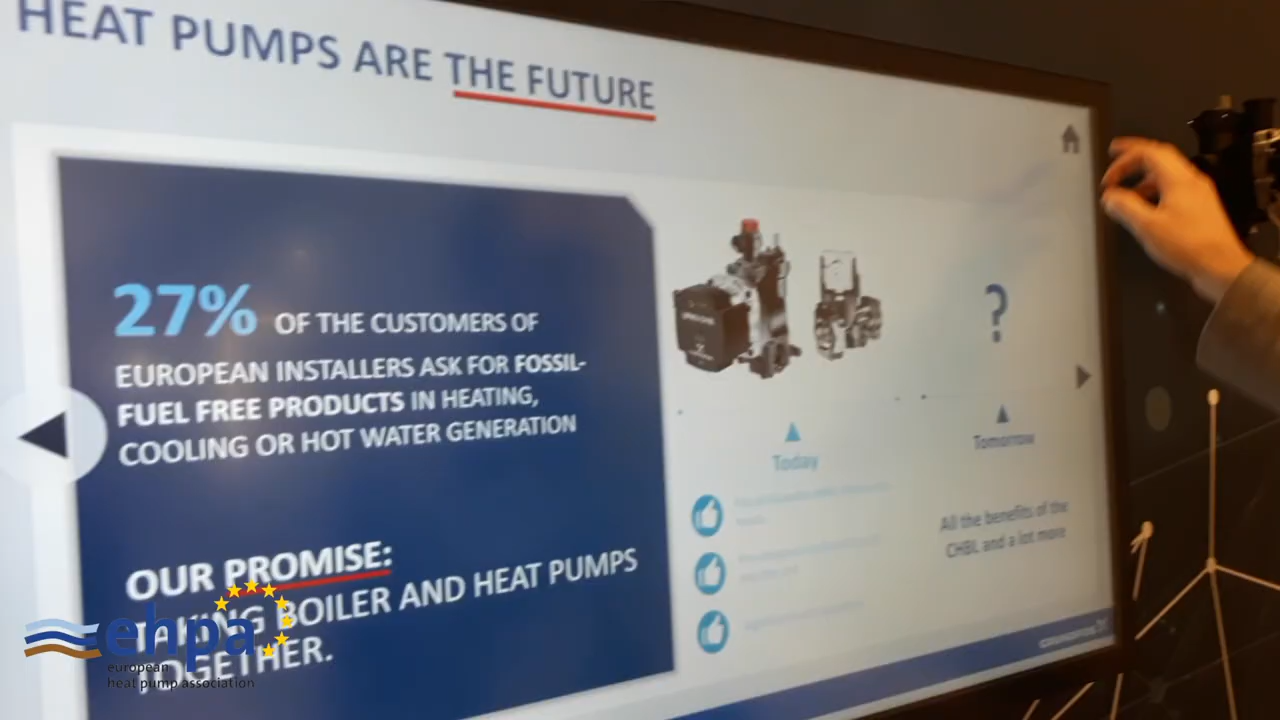 HEAT PUMPS ARE THE FUTURE
27% OF THE CUSTOMERS OF
EUROPEAN INSTALLERS ASK FOR FOSSIL-
FUEL FREE PRODUCTS IN HEATING,
COOLING OR HOT WATER GENERATION
OUR PROMISE:
TAKING BOILER AND HEAT PUMPS
TOGETHER.
?
Today
Tomorrow
All the benefits of the
CHBL and a lot more
ehpa
european
heat pump association